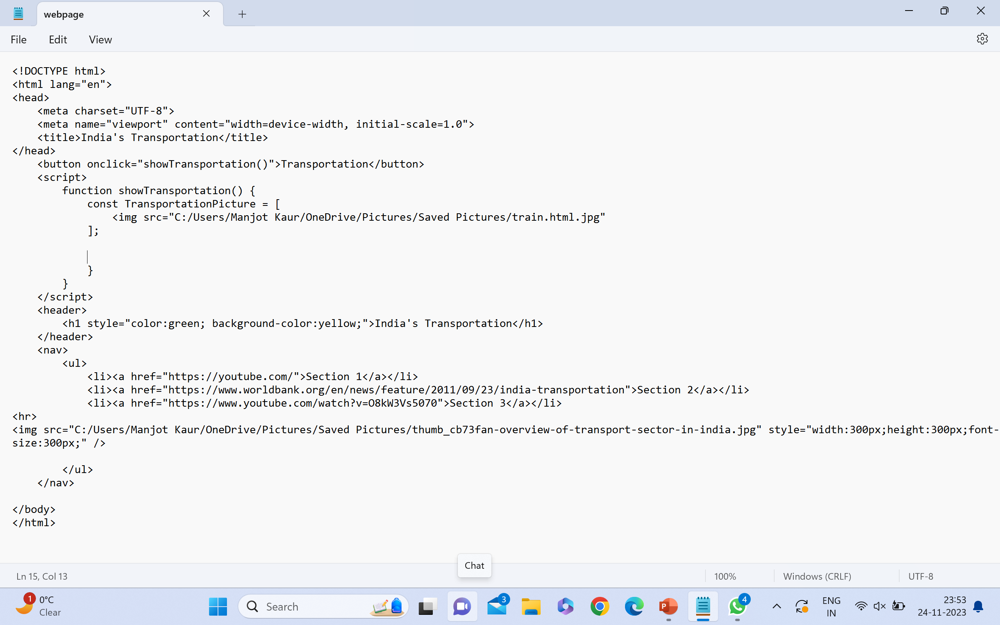 webpage
File Edit View
<!DOCTYPE html>
<html lang="en">
<head>
    <meta charset="UTF-8">
    <meta name="viewport" content="width=device-width, initial-scale=1.0">
    <title>India's Transportation</title>
</head>
    <button onclick="showTransportation()">Transportation</button>
    <script>
        function showTransportation() {
            const TransportationPicture = [
                <img src="C:/Users/Manjot Kaur/OneDrive/Pictures/Saved Pictures/train.html.jpg"
            ];
            }
        }
    </script>
    <header>
        <h1 style="color:green; background-color:yellow;">India's Transportation</h1>
    </header>
    <nav>
        <ul>
            <li><a href="https://youtube.com/">Section 1</a></li>
            <li><a href="https://www.worldbank.org/en/news/feature/2011/09/23/india-transportation">Section 2</a></li>
            <li><a href="https://www.youtube.com/watch?v=O8kW3Vs5070">Section 3</a></li>
<hr>
<img src="C:/Users/Manjot Kaur/OneDrive/Pictures/Saved Pictures/thumb_cb73fan-overview-of-transport-sector-in-india.jpg" style="width:300px;height:300px;font-
size:300px;" />
        </ul>
    </nav>
</body>
</html>
Chat
Ln 15, Col 13 100% Windows (CRLF) UTF-8
1 0°C
Clear
Search
3
P
4
ENG
IN
23:53
24-11-2023